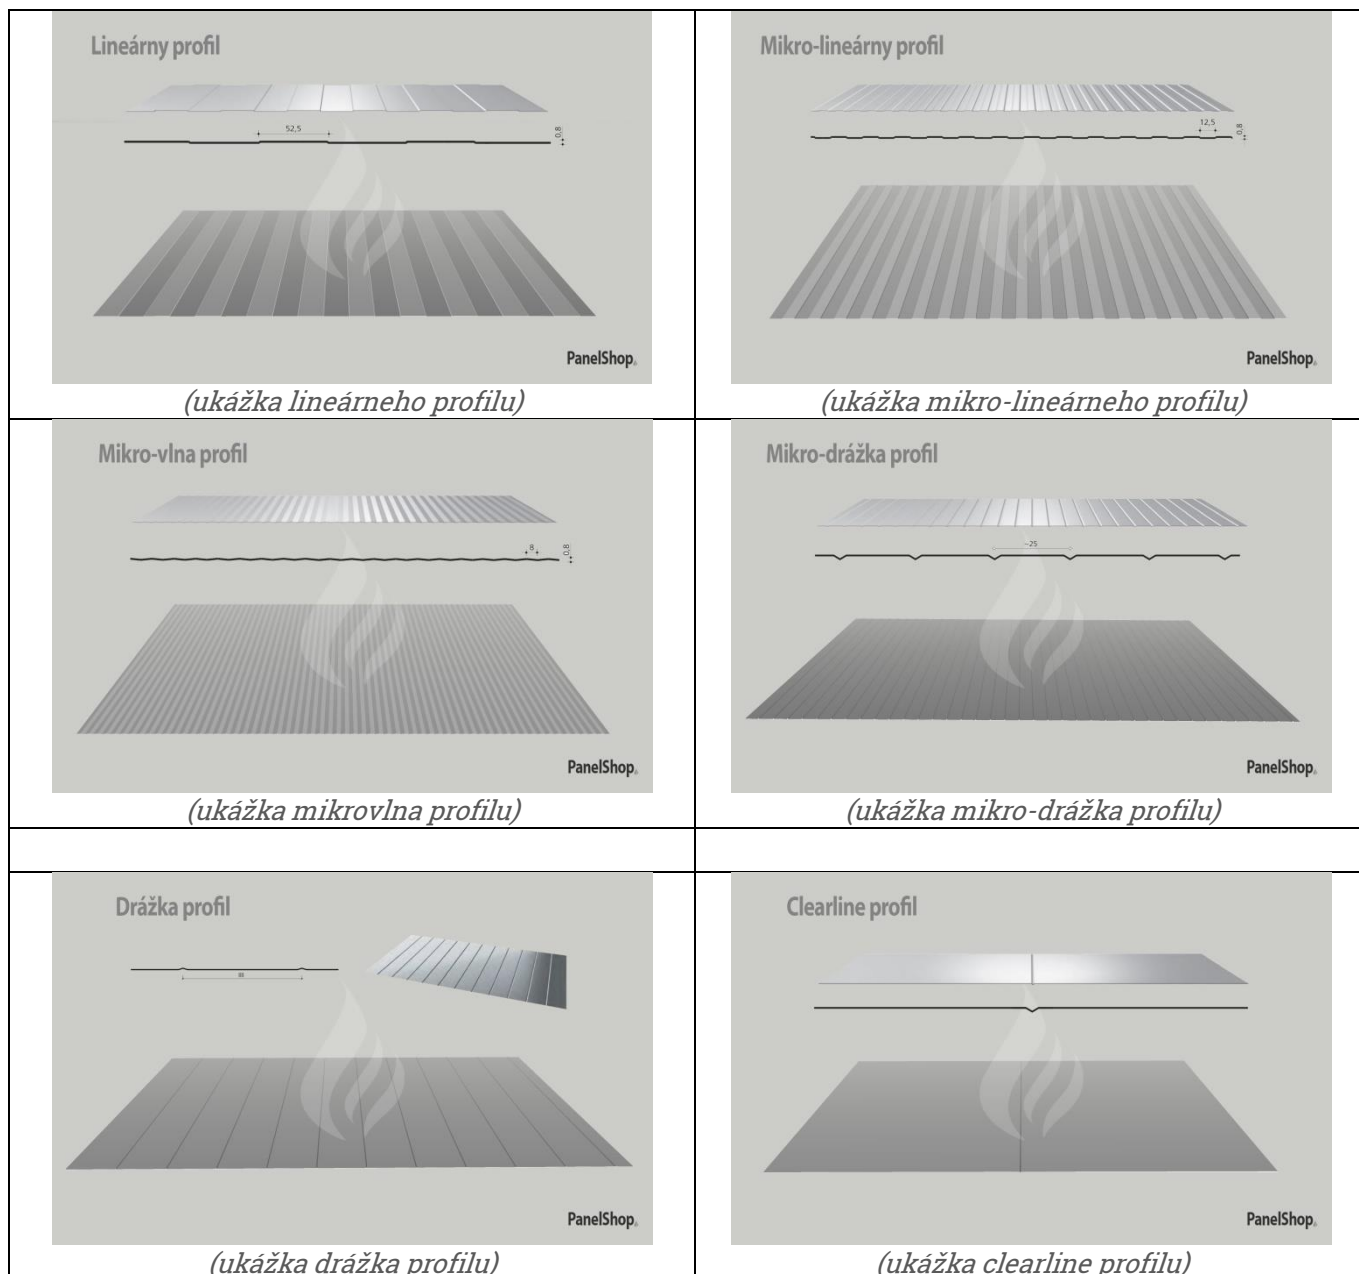 Lineárny profil
52,5
0,8
PanelShop
(ukážka lineárneho profilu)
Mikro-lineárny profil
12,5
0,8
PanelShop
(ukážka mikro-lineárneho profilu)
Mikro-vlna profil
8
0,8
PanelShop
(ukážka mikrovlna profilu)
Mikro-drážka profil
~25
PanelShop
(ukážka mikro-drážka profilu)
Drážka profil
PanelShop
(ukážka drážka profilu)
Clearline profil
PanelShop
(ukážka clearline profilu)